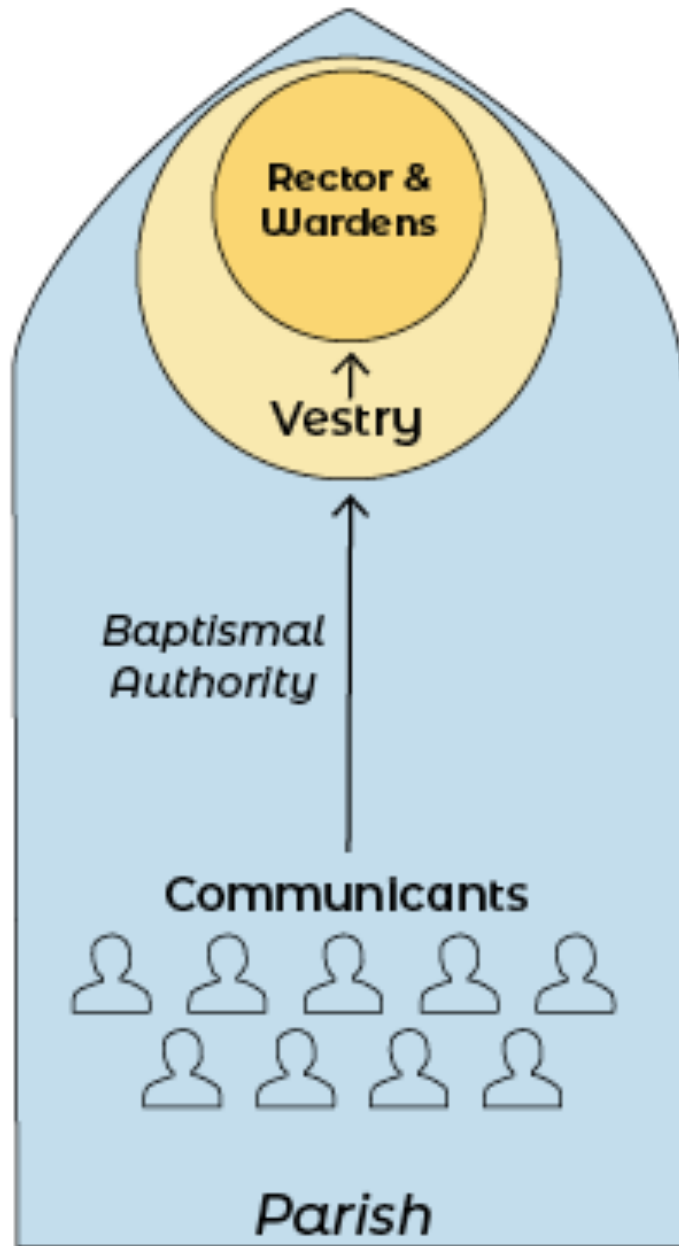 Rector &
Wardens
Vestry
Baptismal
Authority
Communicants
Parish